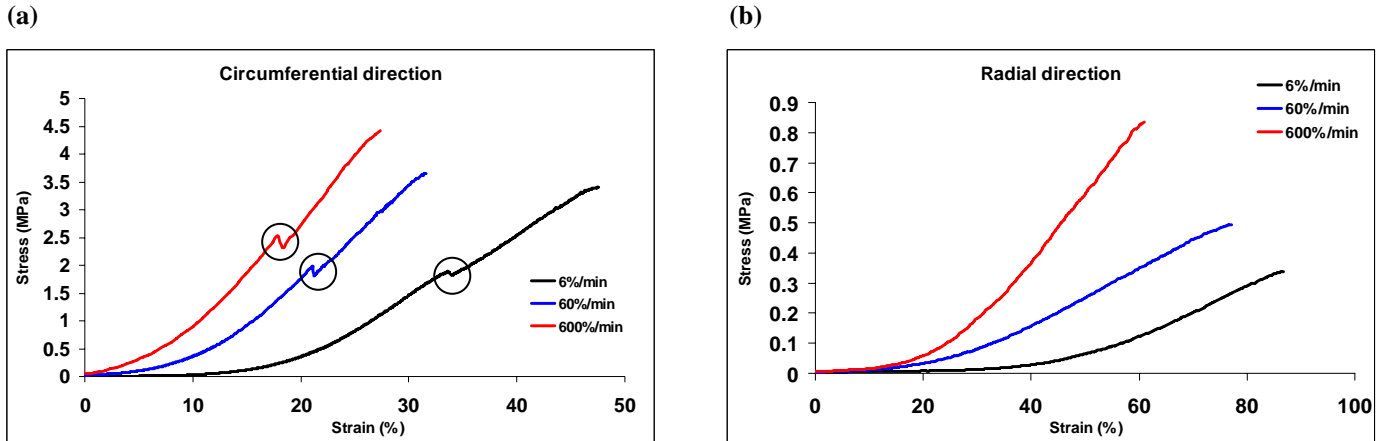 (a)
Circumferential direction
Stress (MPa)
5
4.5
4
3.5
3
2.5
2
1.5
1
0.5
0
0 10 20 30 40 50
Strain (%)
6%/min
60%/min
600%/min
(b)
Radial direction
Stress (MPa)
0.9
0.8
0.7
0.6
0.5
0.4
0.3
0.2
0.1
0
0 20 40 60 80 100
Strain (%)
6%/min
60%/min
600%/min